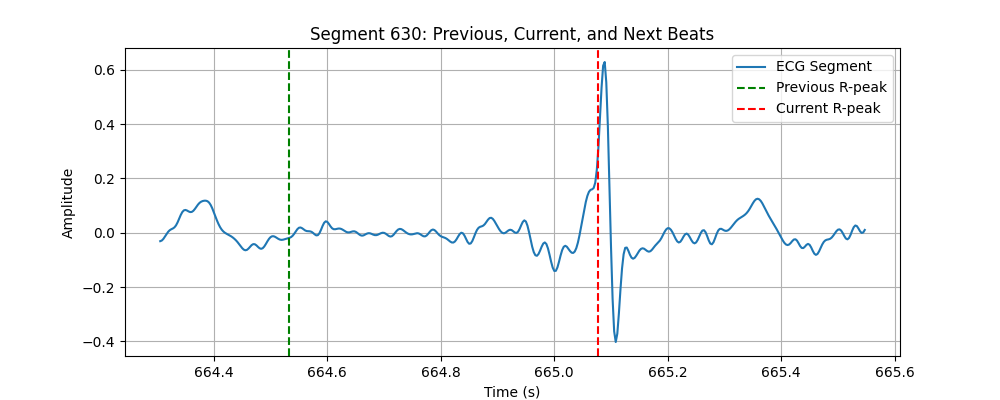 Segment 630: Previous, Current, and Next Beats
ECG Segment
Previous R-peak
Current R-peak
Amplitude
0.6
0.4
0.2
0.0
−0.2
−0.4
664.4 664.6 664.8 665.0 665.2 665.4 665.6
Time (s)